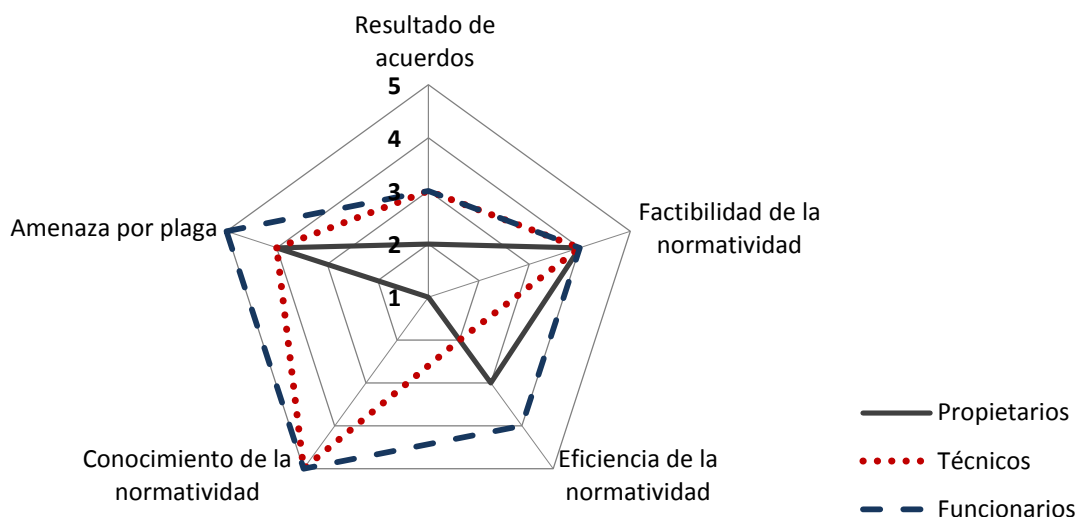 Resultado de
acuerdos
5
4
3
2
1
Factibilidad de la
normatividad
Amenaza por plaga
Conocimiento de la
normatividad
Eficiencia de la
normatividad
Propietarios
Técnicos
Funcionarios